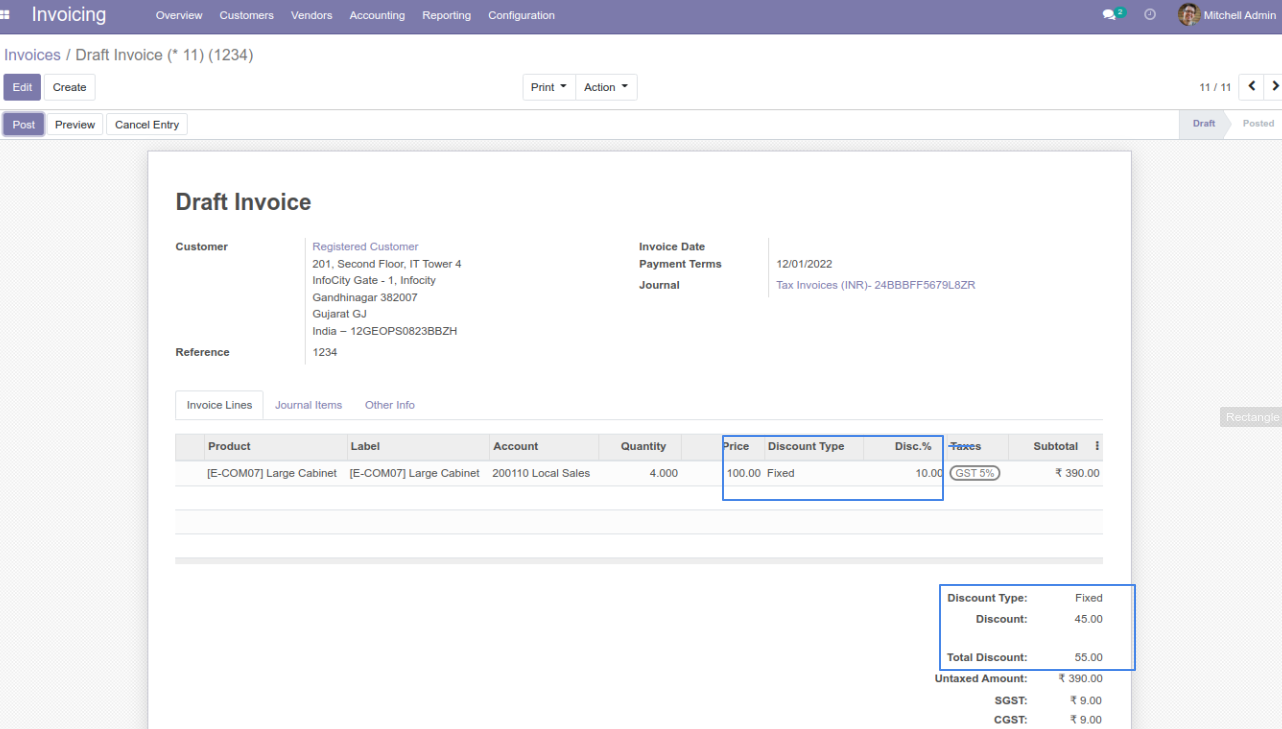 Invoicing Overview Customers Vendors Accounting Reporting Configuration 2 Mitchell Admin
Invoices / Draft Invoice (* 11) (1234)
Edit Create Print Action 11 / 11
Post Preview Cancel Entry Draft Posted
Draft Invoice
Customer Registered Customer Invoice Date
201, Second Floor, IT Tower 4 Payment Terms 12/01/2022
InfoCity Gate - 1, Infocity Journal Tax Invoices (INR)- 24BBBFF5679L8ZR
Gandhinagar 382007
Gujarat GJ
India – 12GEOPS0823BBZH
Reference 1234
Invoice Lines Journal Items Other Info
Rectangle
Product Label Account Quantity Price Discount Type Disc.% Taxes Subtotal
[E-COM07] Large Cabinet [E-COM07] Large Cabinet 200110 Local Sales 4.000 100.00 Fixed 10.00 GST 5% ₹ 390.00
Discount Type: Fixed
Discount: 45.00
Total Discount: 55.00
Untaxed Amount: ₹ 390.00
SGST: ₹ 9.00
CGST: ₹ 9.00